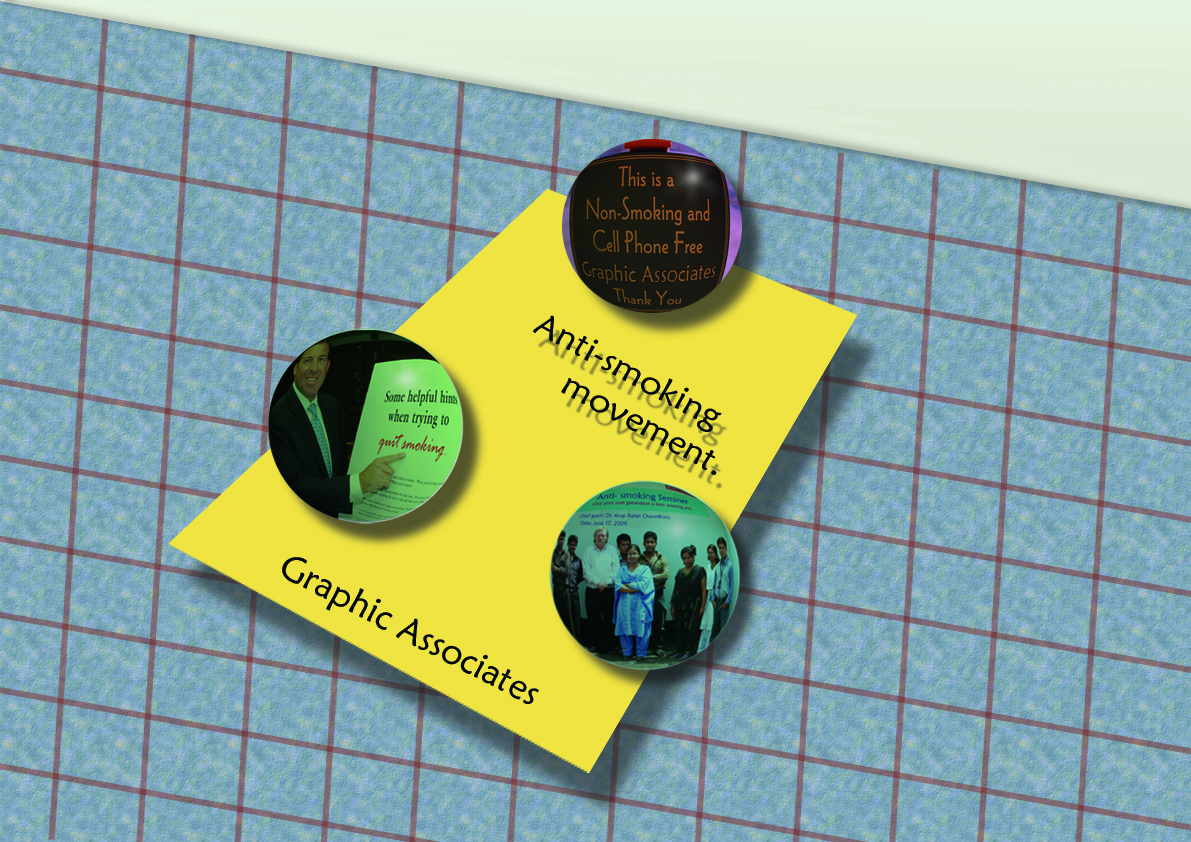 This is a
Non-Smoking and
Cell Phone Free
Graphic Associates
Thank You
Anti-smoking
movement.
Some helpful hints
when trying to
quit smoking
Anti- smoking Seminar
Chief guest: Dr. Arup Ratan Chowdhury
Date: June 17, 2009.
Graphic Associates